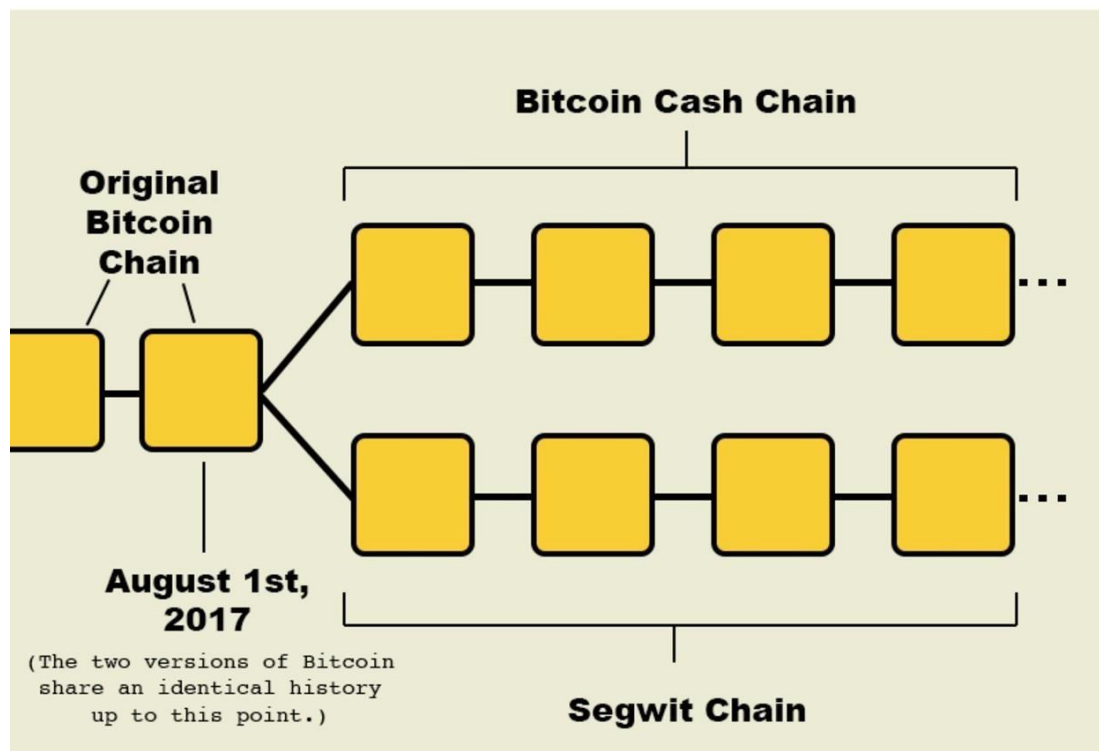 Bitcoin Cash Chain
Original
Bitcoin
Chain
August 1st,
2017
(The two versions of Bitcoin
share an identical history
up to this point.)
Segwit Chain